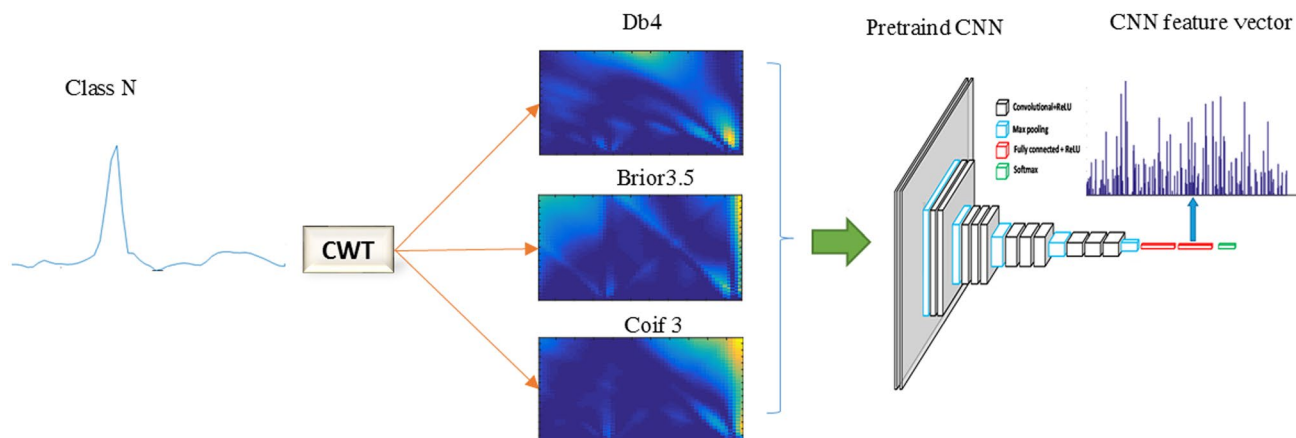 Class N
CWT
Db4
Brior3.5
Coif 3
Pretraind CNN
Convolutional+ReLU
Max pooling
Fully connected + ReLU
Softmax
CNN feature vector